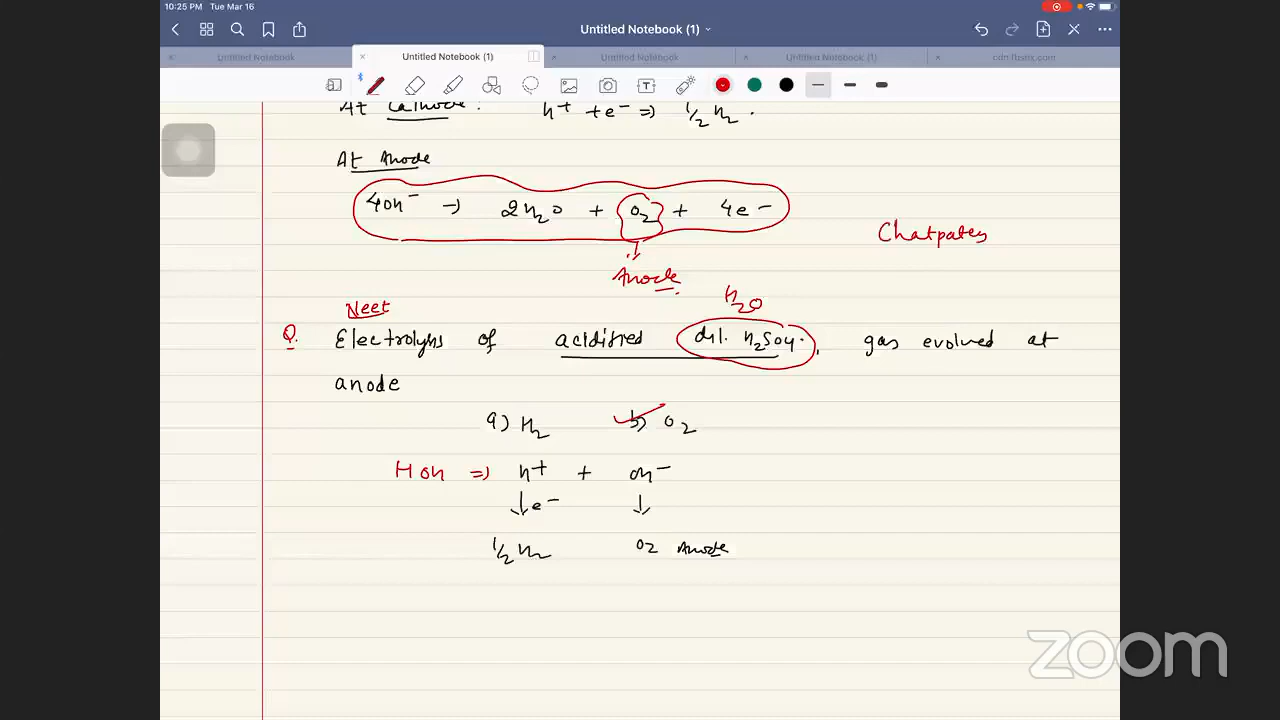 10:25 PM Tue Mar 16
Untitled Notebook (1)
Untitled Notebook Untitled Notebook (1) Untitled Notebook Untitled Notebook (1) cdn.fbsbx.com
At Cathode : h+ + e- => 1/2 H2 .
At Anode
4OH- → 2H2O + O2 + 4e-
Chatpates
Anode
Neet
H2O
Q. Electrolysis of acidified dil. H2SO4. , gas evolved at
anode
a) H2 b) O2
H OH => H+ + OH-
e-
1/2 H2 O2 Anode
zoom